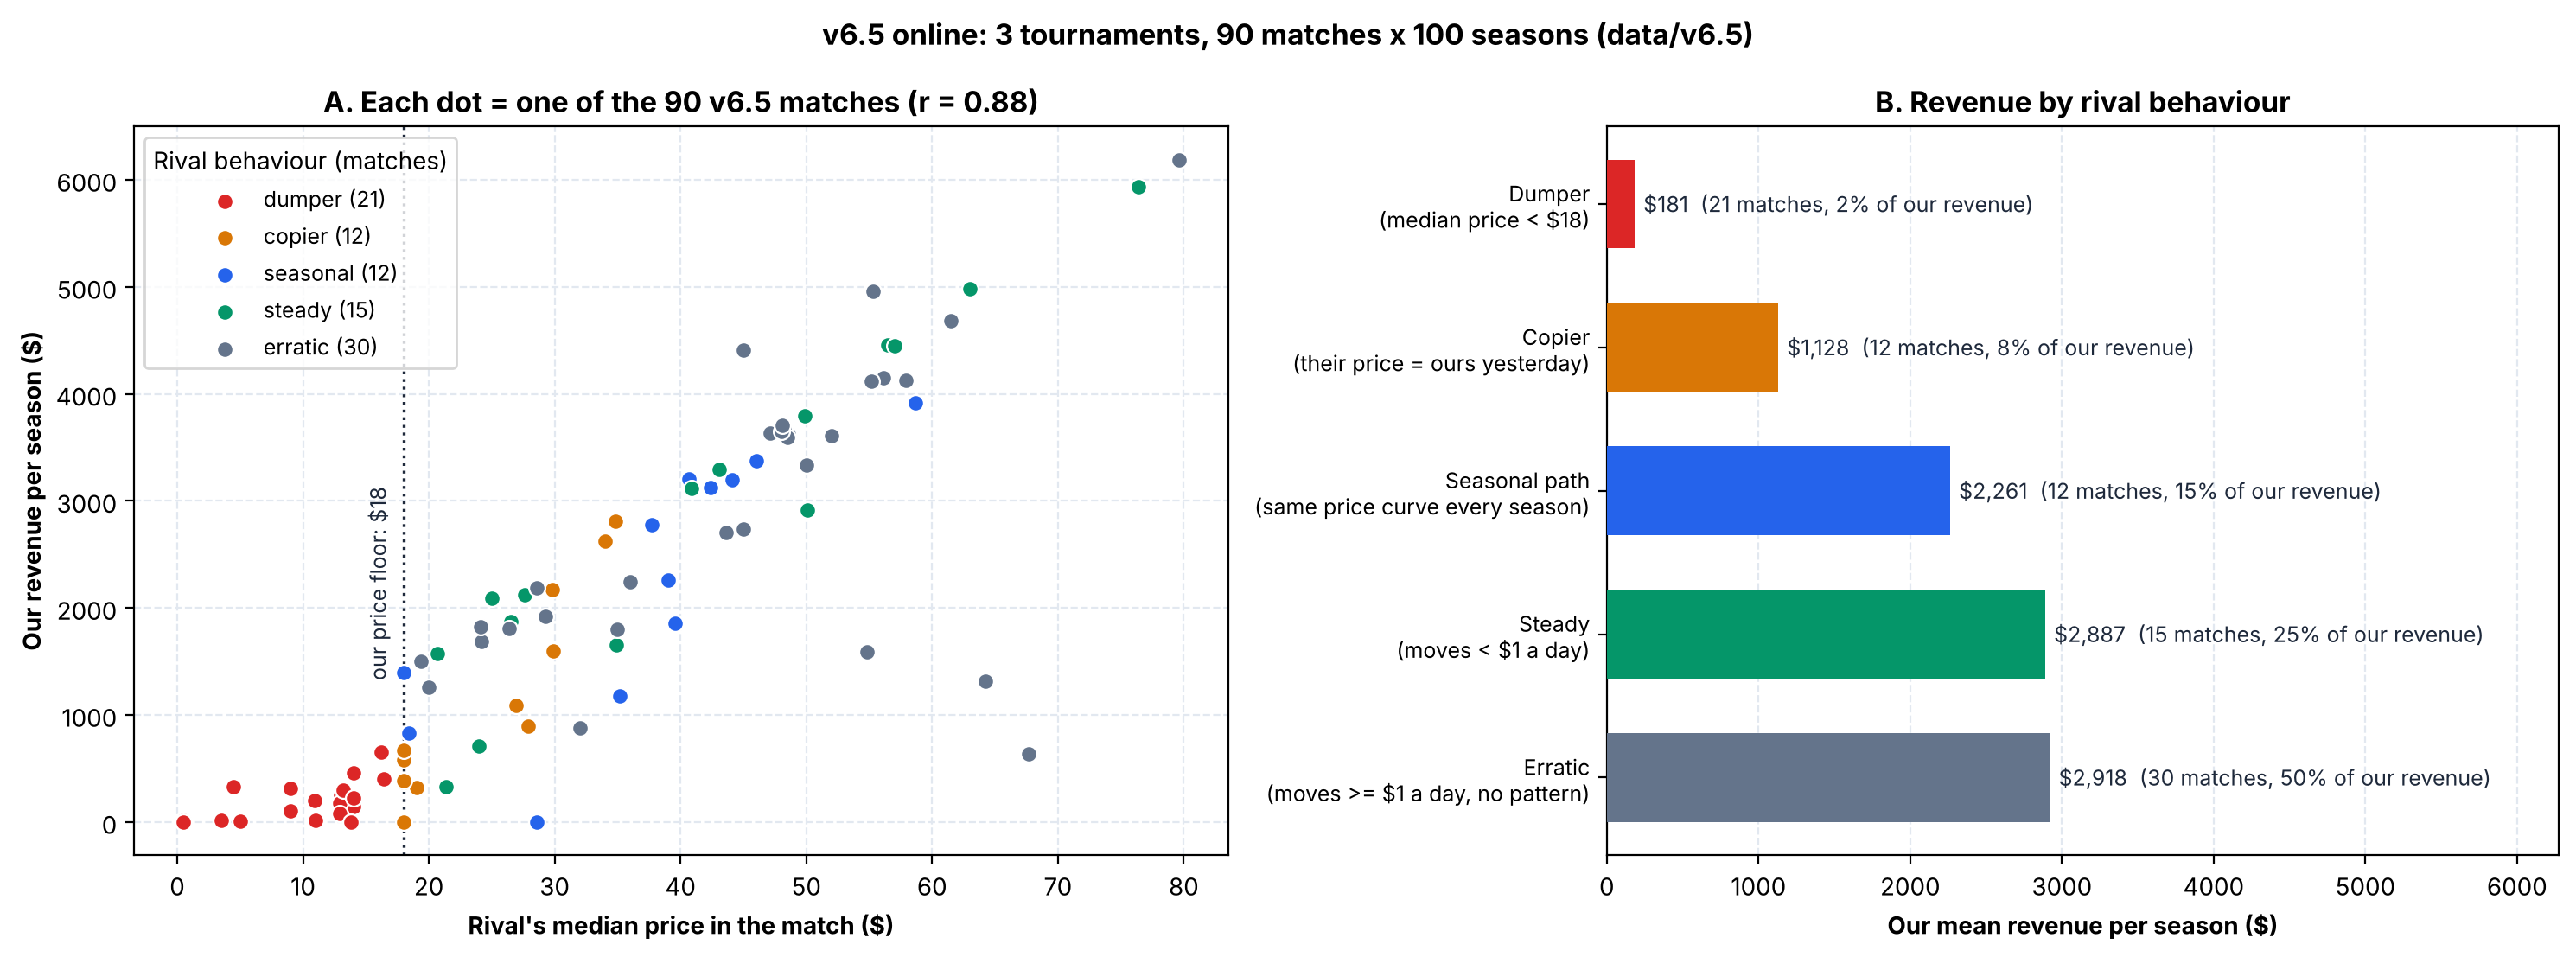 v6.5 online: 3 tournaments, 90 matches x 100 seasons (data/v6.5)
A. Each dot = one of the 90 v6.5 matches (r = 0.88)
Our revenue per season ($)
6000
5000
4000
3000
2000
1000
0
Rival behaviour (matches)
dumper (21)
copier (12)
seasonal (12)
steady (15)
erratic (30)
our price floor: $18
0 10 20 30 40 50 60 70 80
Rival's median price in the match ($)
B. Revenue by rival behaviour
Dumper
(median price < $18)
$181 (21 matches, 2% of our revenue)
Copier
(their price = ours yesterday)
$1,128 (12 matches, 8% of our revenue)
Seasonal path
(same price curve every season)
$2,261 (12 matches, 15% of our revenue)
Steady
(moves < $1 a day)
$2,887 (15 matches, 25% of our revenue)
Erratic
(moves >= $1 a day, no pattern)
$2,918 (30 matches, 50% of our revenue)
0 1000 2000 3000 4000 5000 6000
Our mean revenue per season ($)